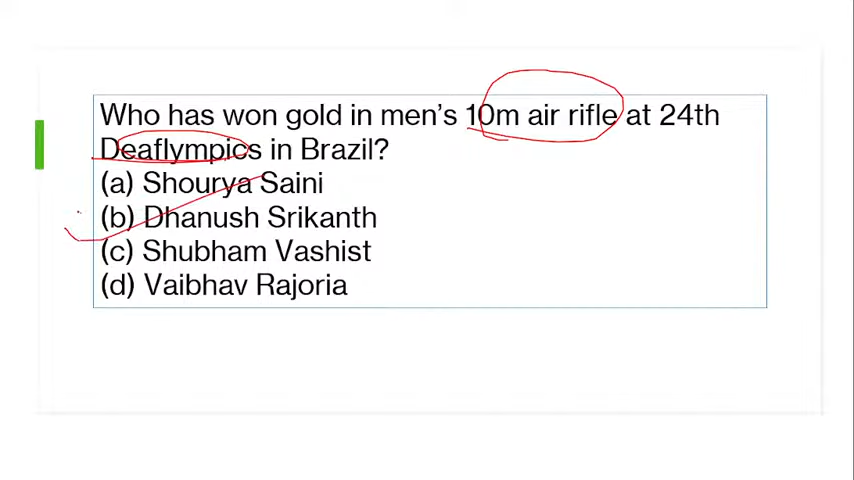 Who has won gold in men's 10m air rifle at 24th
Deaflympics in Brazil?
(a) Shourya Saini
(b) Dhanush Srikanth
(c) Shubham Vashist
(d) Vaibhav Rajoria